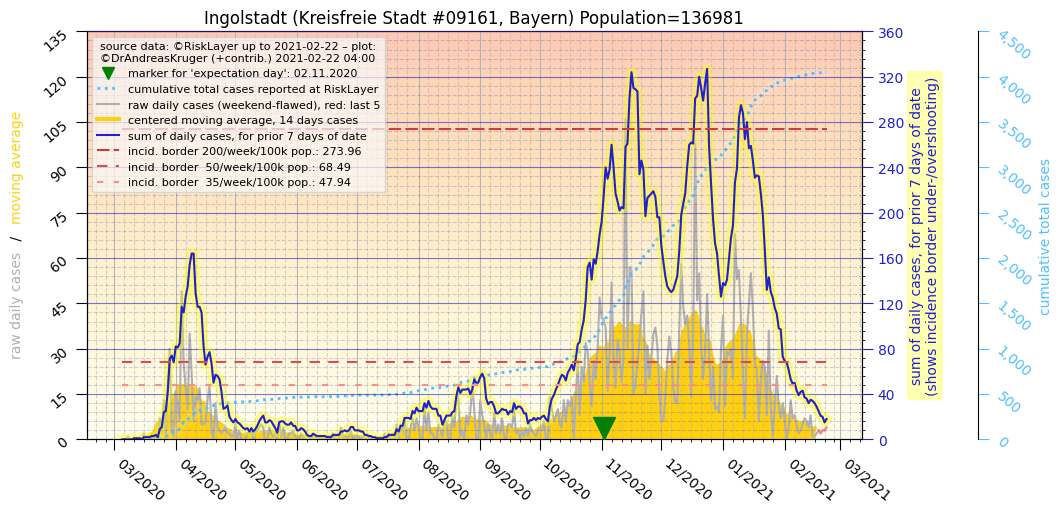 Ingolstadt (Kreisfreie Stadt #09161, Bayern) Population=136981
source data: ©RiskLayer up to 2021-02-22 – plot:
©DrAndreasKruger (+contrib.) 2021-02-22 04:00
marker for 'expectation day': 02.11.2020
cumulative total cases reported at RiskLayer
raw daily cases (weekend-flawed), red: last 5
centered moving average, 14 days cases
sum of daily cases, for prior 7 days of date
incid. border 200/week/100k pop.: 273.96
incid. border  50/week/100k pop.: 68.49
incid. border  35/week/100k pop.: 47.94
raw daily cases / moving average
135
120
105
90
75
60
45
30
15
0
03/2020
04/2020
05/2020
06/2020
07/2020
08/2020
09/2020
10/2020
11/2020
12/2020
01/2021
02/2021
03/2021
360
320
280
240
200
160
120
80
40
0
sum of daily cases, for prior 7 days of date
(shows incidence border under-/overshooting)
4,500
4,000
3,500
3,000
2,500
2,000
1,500
1,000
500
0
cumulative total cases